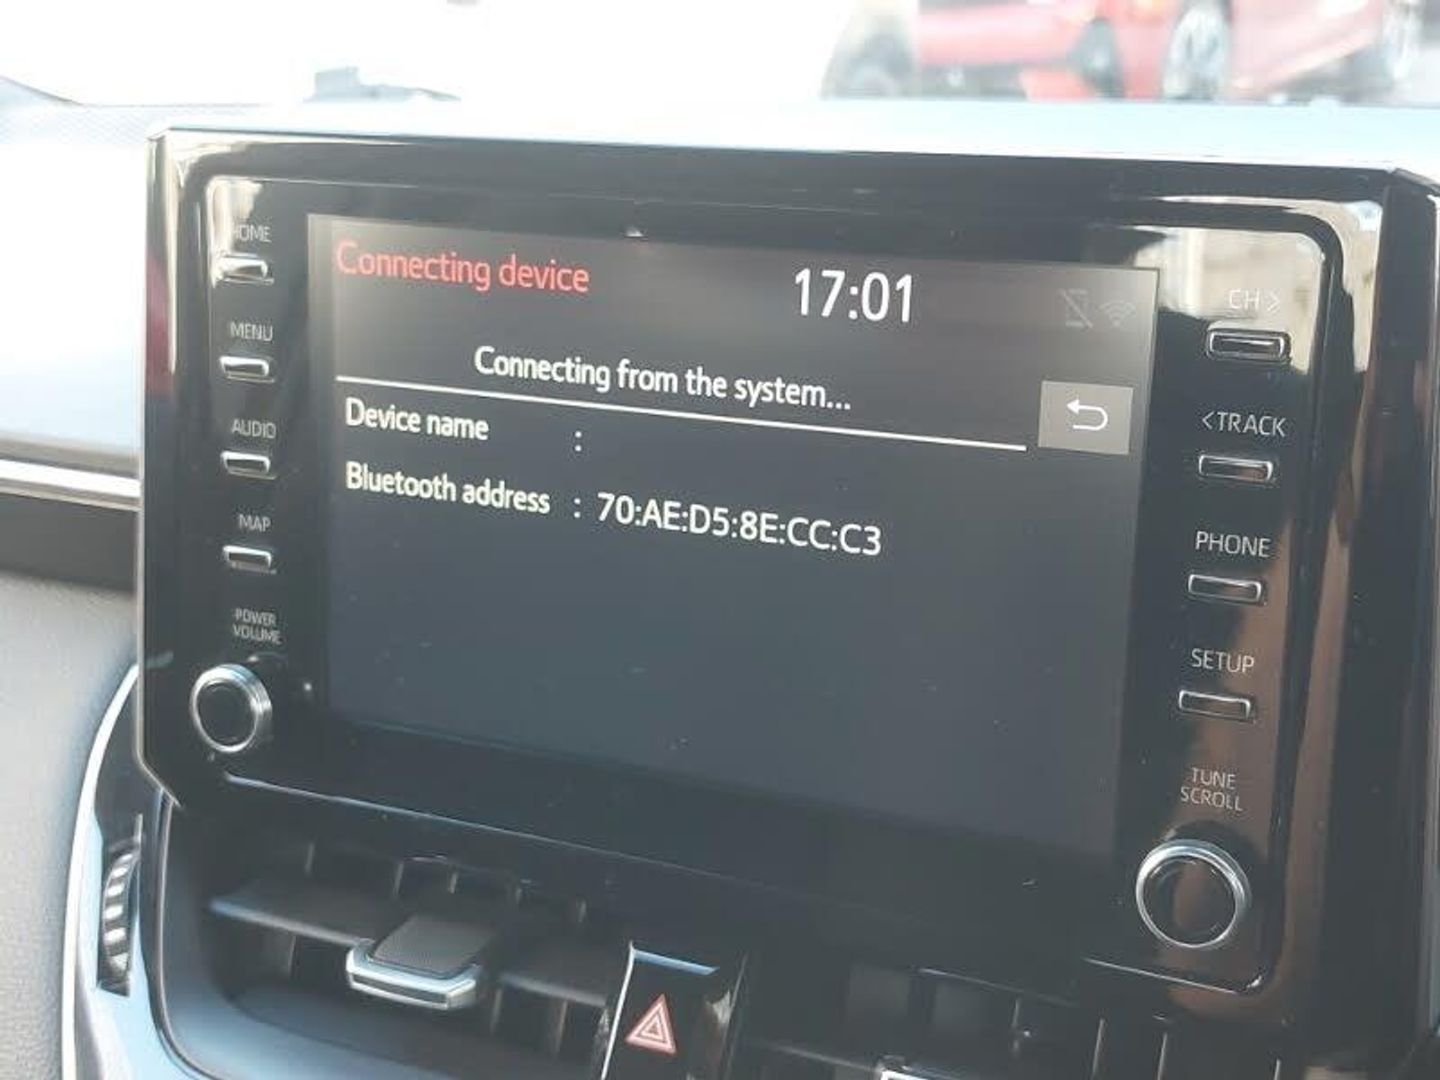 HOME
MENU
AUDIO
MAP
POWER
VOLUME
Connecting device
17:01
Connecting from the system...
Device name :
Bluetooth address : 70:AE:D5:8E:CC:C3
CH >
< TRACK
PHONE
SETUP
TUNE
SCROLL